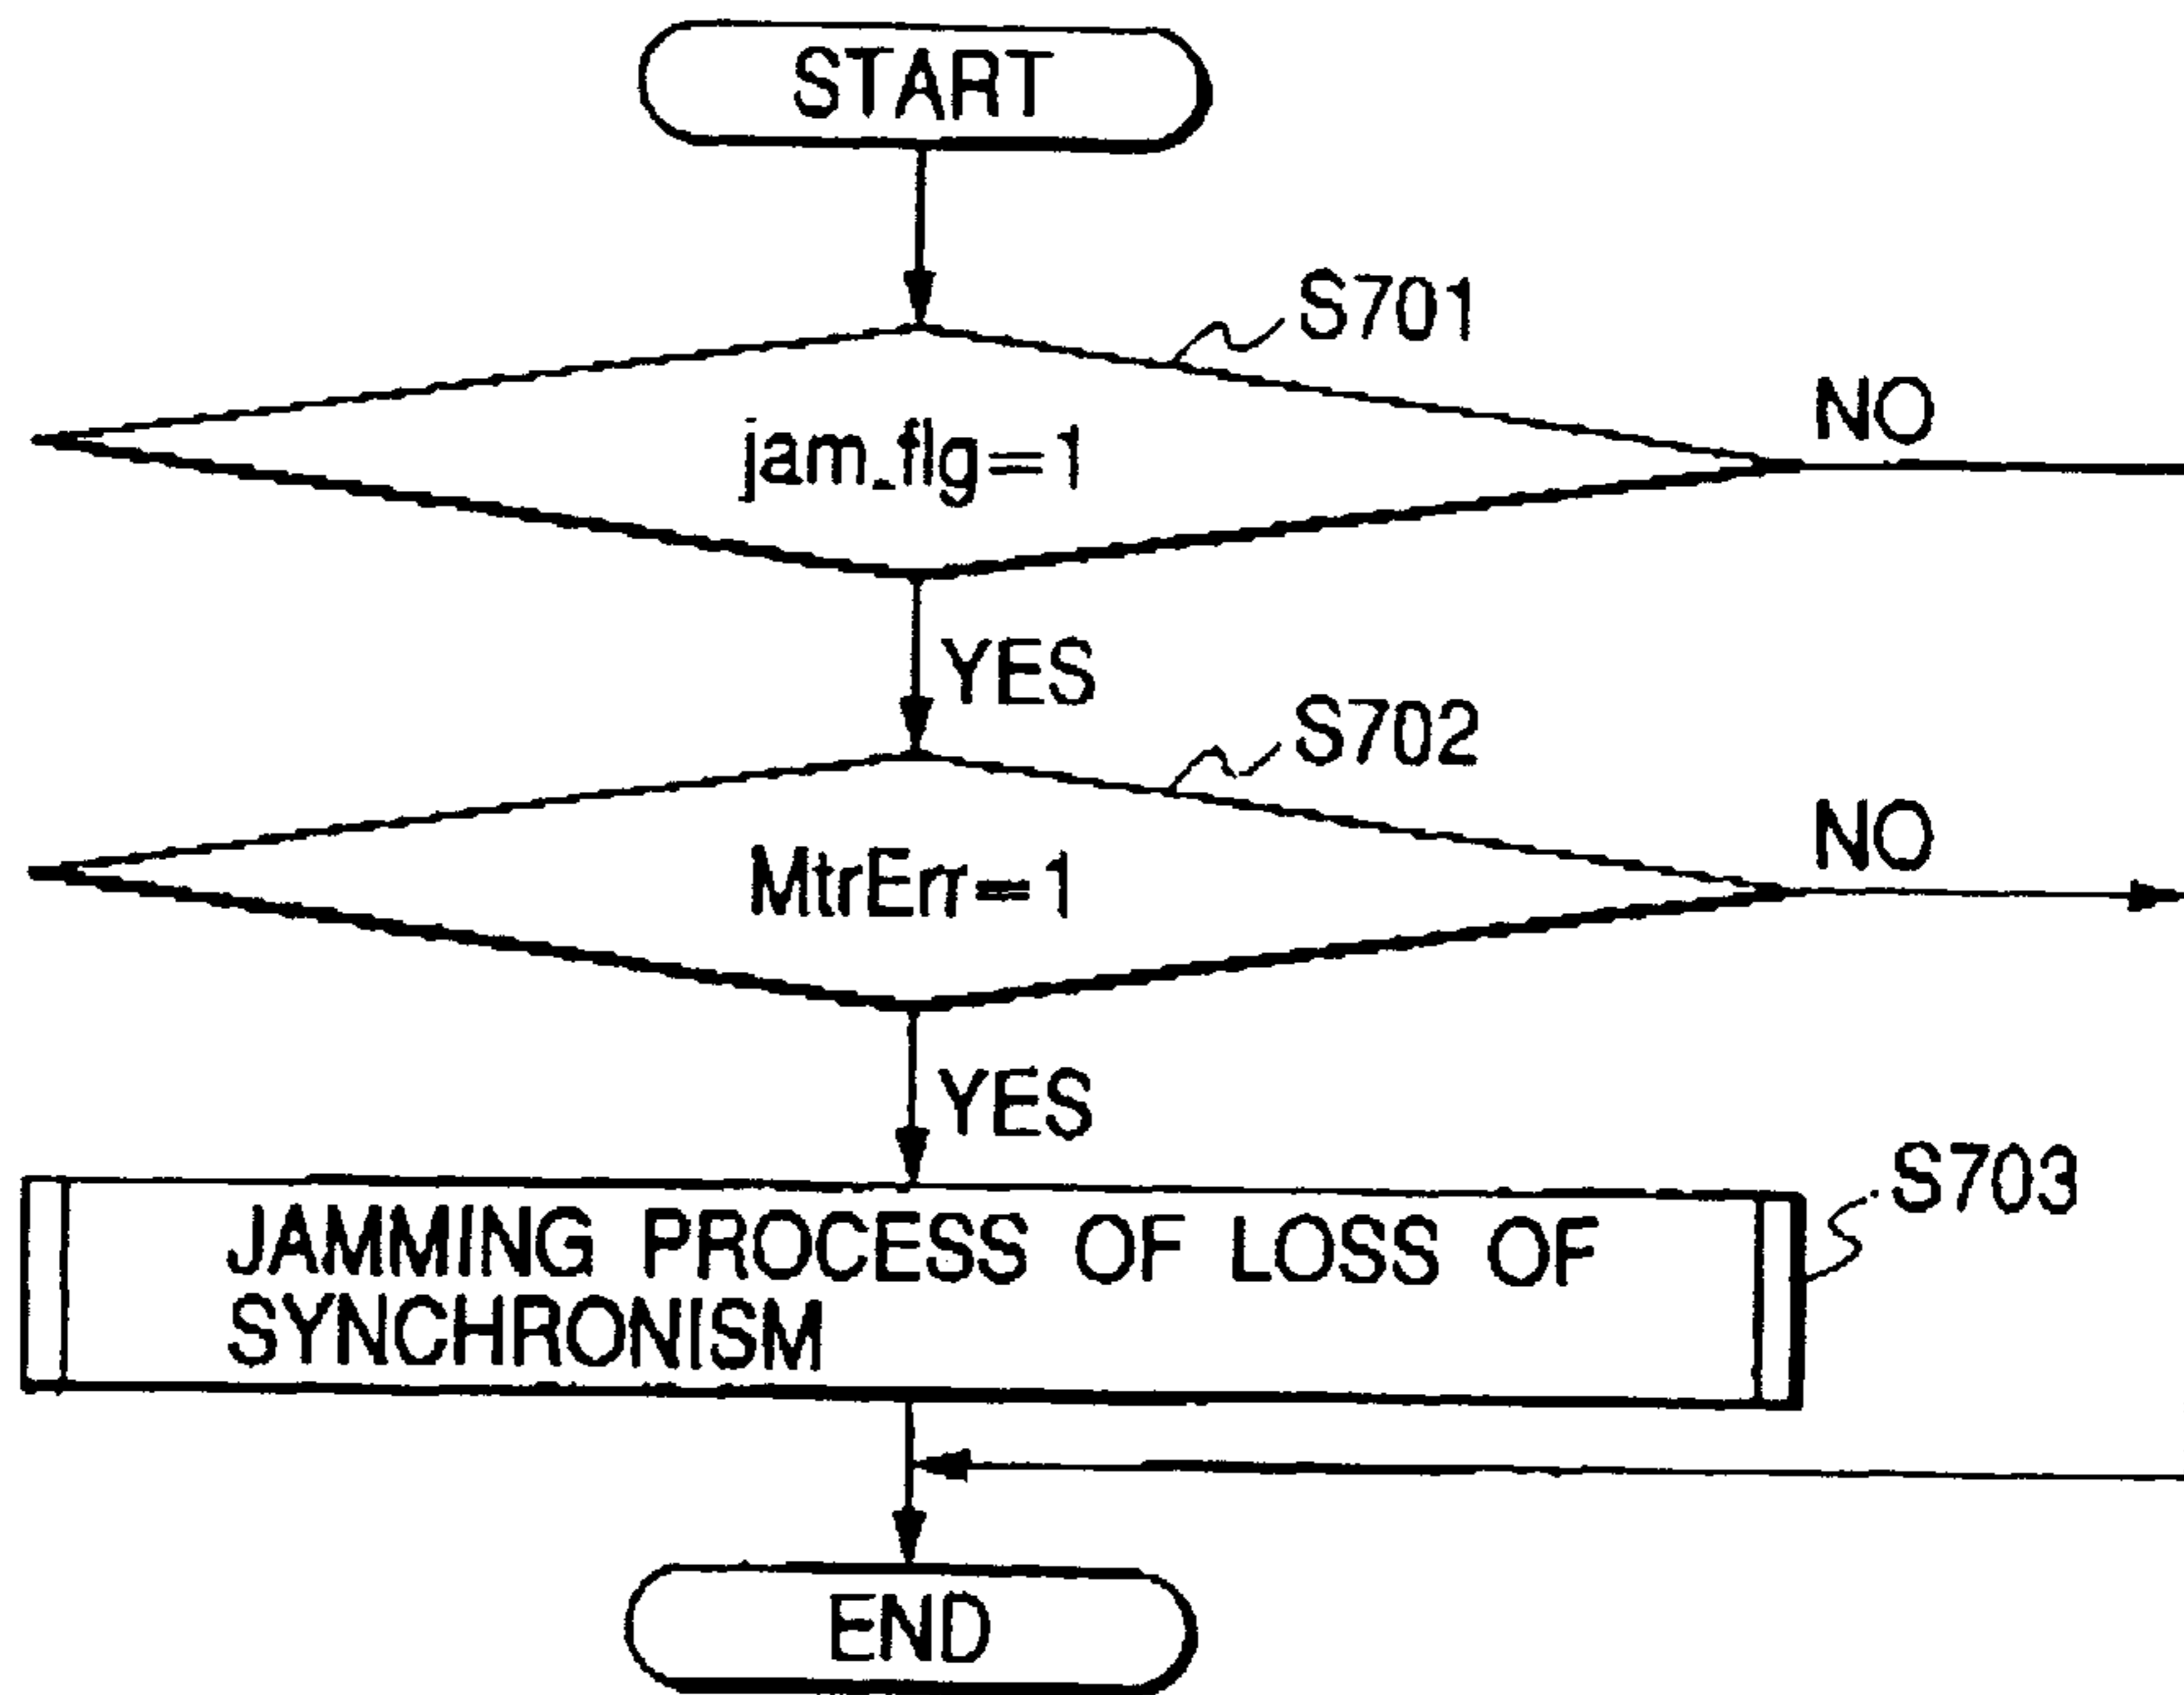 START
S701
jam_flg=1
NO
YES
S702
MtrErr=1
NO
YES
S703
JAMMING PROCESS OF LOSS OF
SYNCHRONISM
END